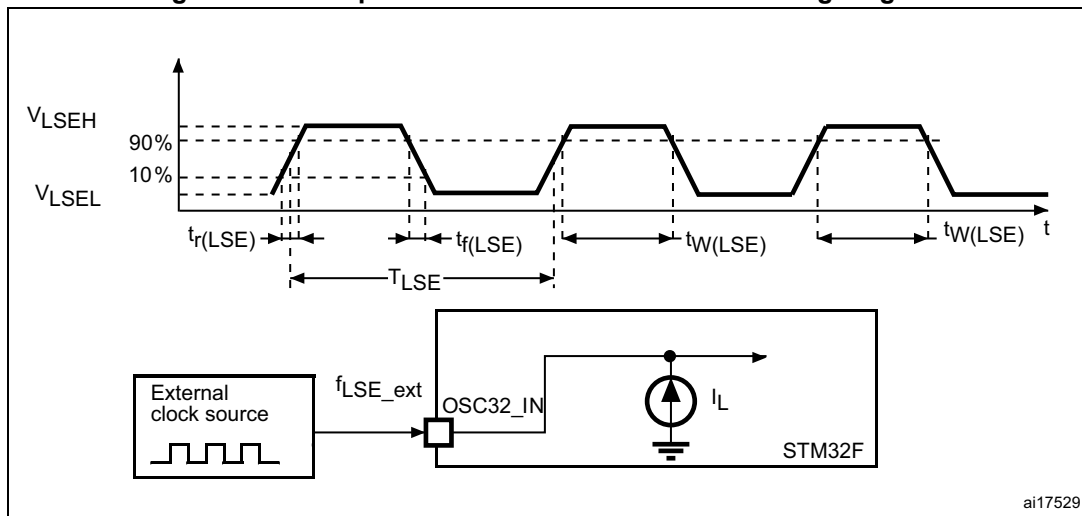 VLSEH
90%
10%
VLSEL
tr(LSE)
tf(LSE)
tW(LSE)
tW(LSE)
t
TLSE
External
clock source
fLSE_ext
OSC32_IN
IL
STM32F
ai17529